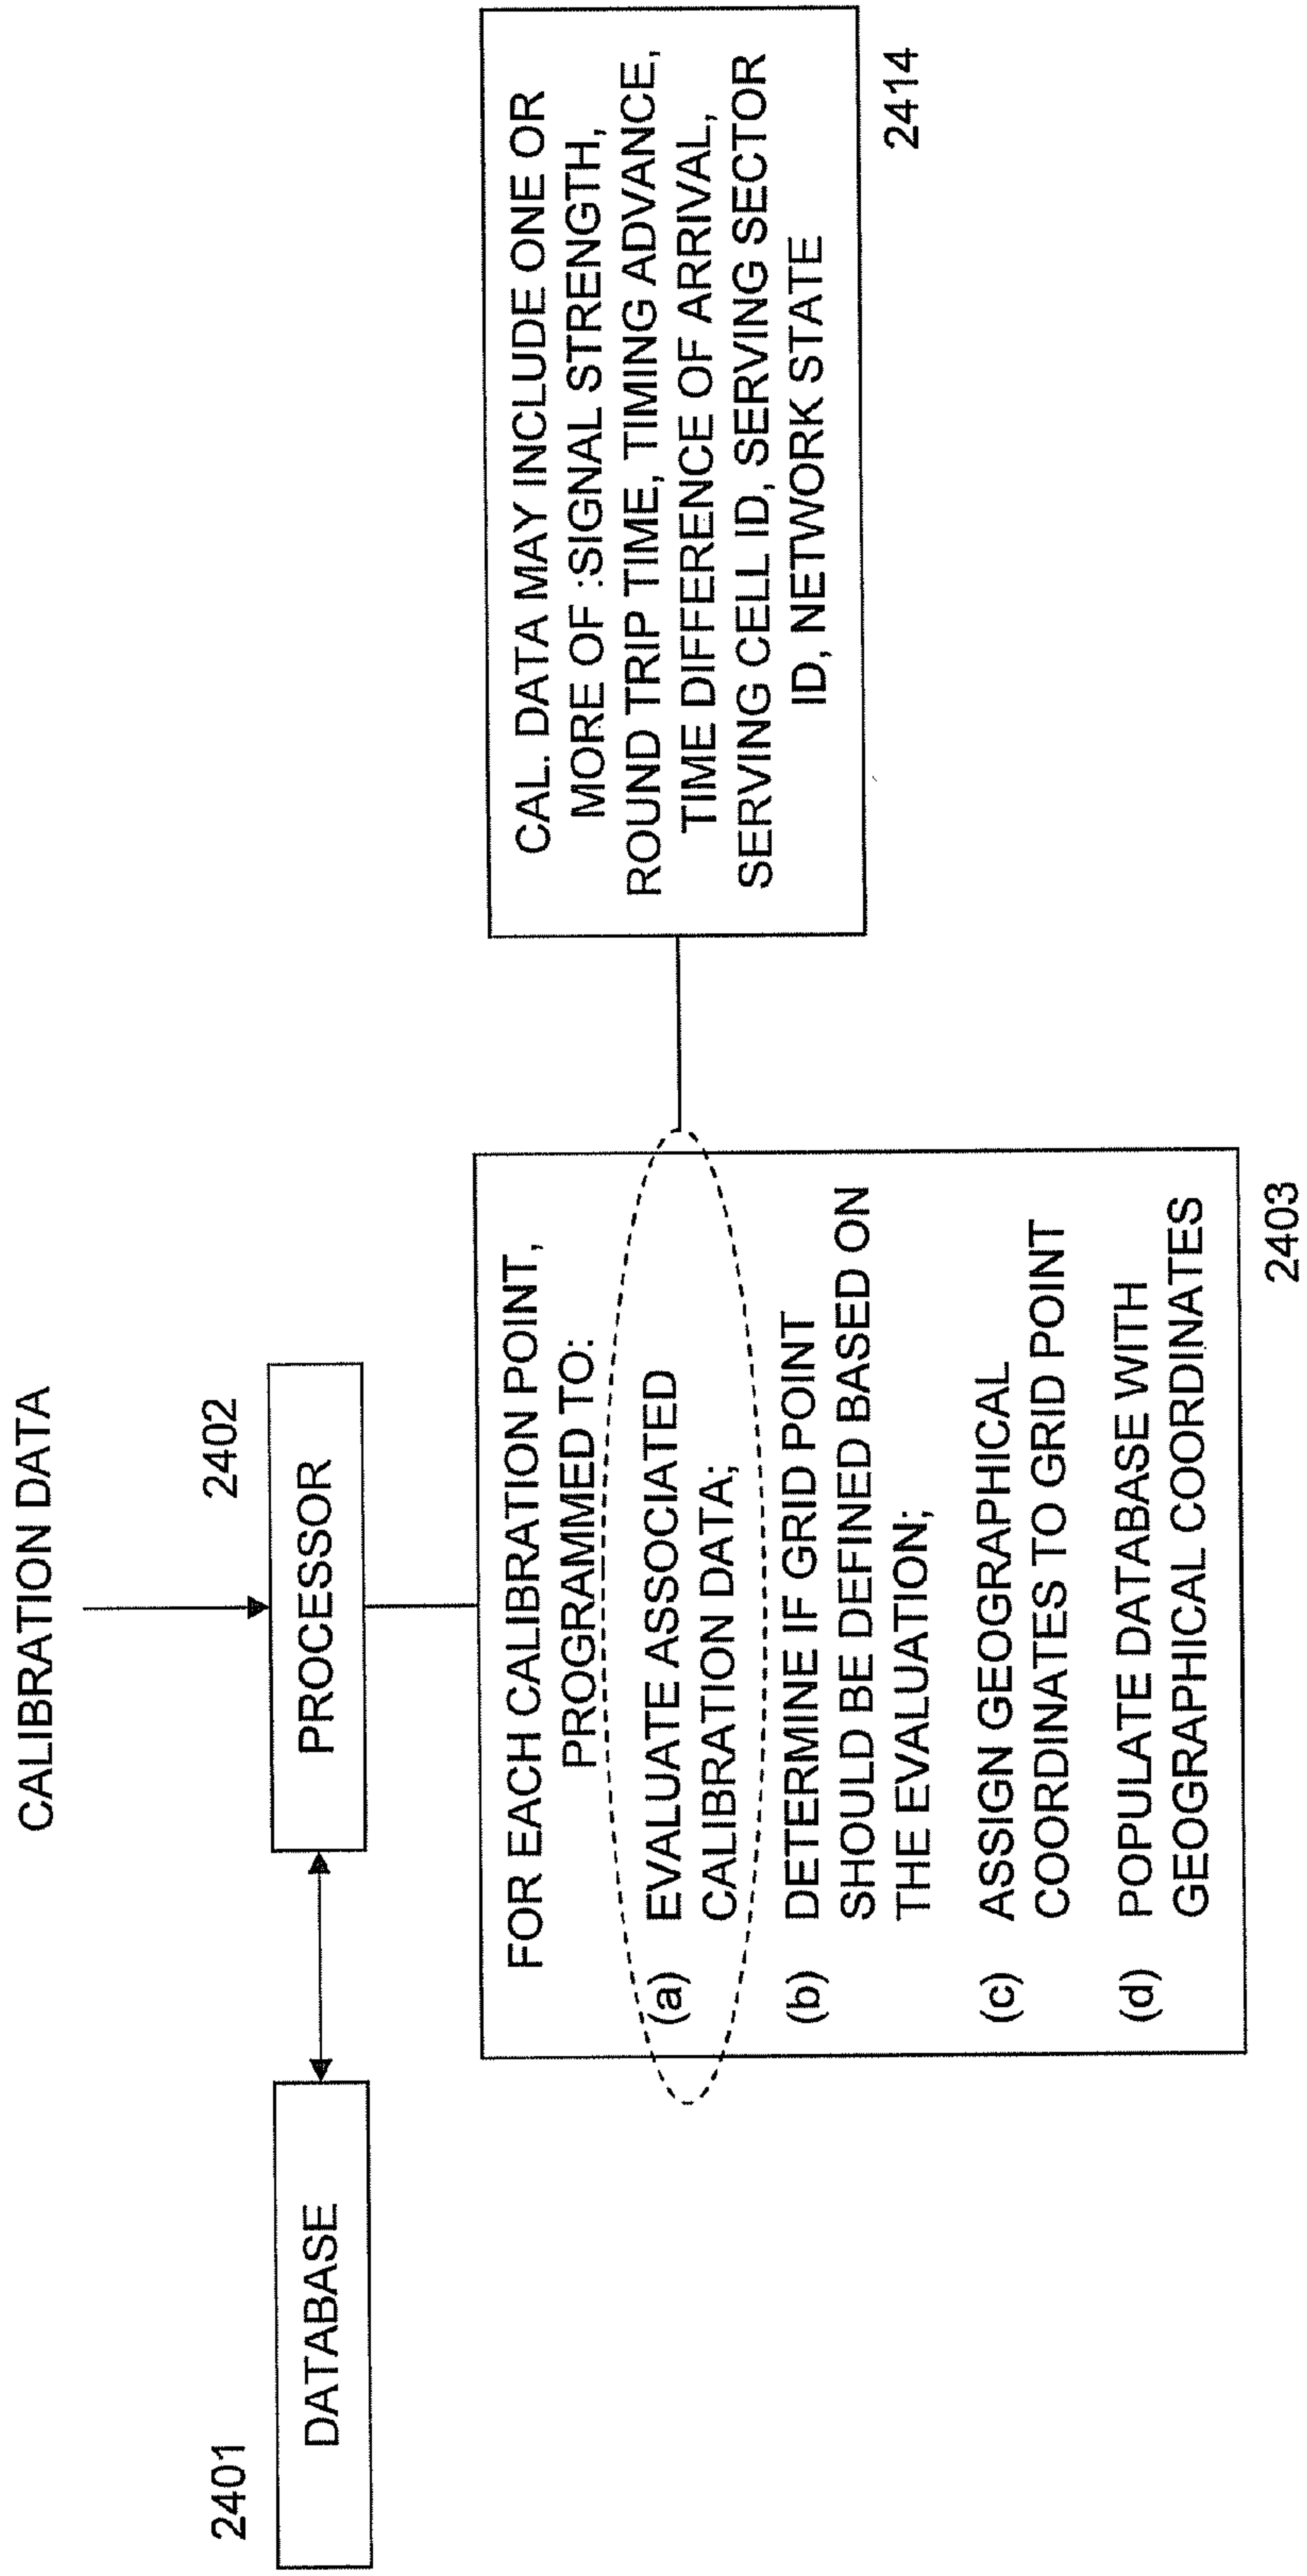 CALIBRATION DATA
2401
DATABASE
2402
PROCESSOR
FOR EACH CALIBRATION POINT,
PROGRAMMED TO:
(a) EVALUATE ASSOCIATED
CALIBRATION DATA;
(b) DETERMINE IF GRID POINT
SHOULD BE DEFINED BASED ON
THE EVALUATION;
(c) ASSIGN GEOGRAPHICAL
COORDINATES TO GRID POINT
(d) POPULATE DATABASE WITH
GEOGRAPHICAL COORDINATES
2403
CAL. DATA MAY INCLUDE ONE OR
MORE OF :SIGNAL STRENGTH,
ROUND TRIP TIME, TIMING ADVANCE,
TIME DIFFERENCE OF ARRIVAL,
SERVING CELL ID, SERVING SECTOR
ID, NETWORK STATE
2414